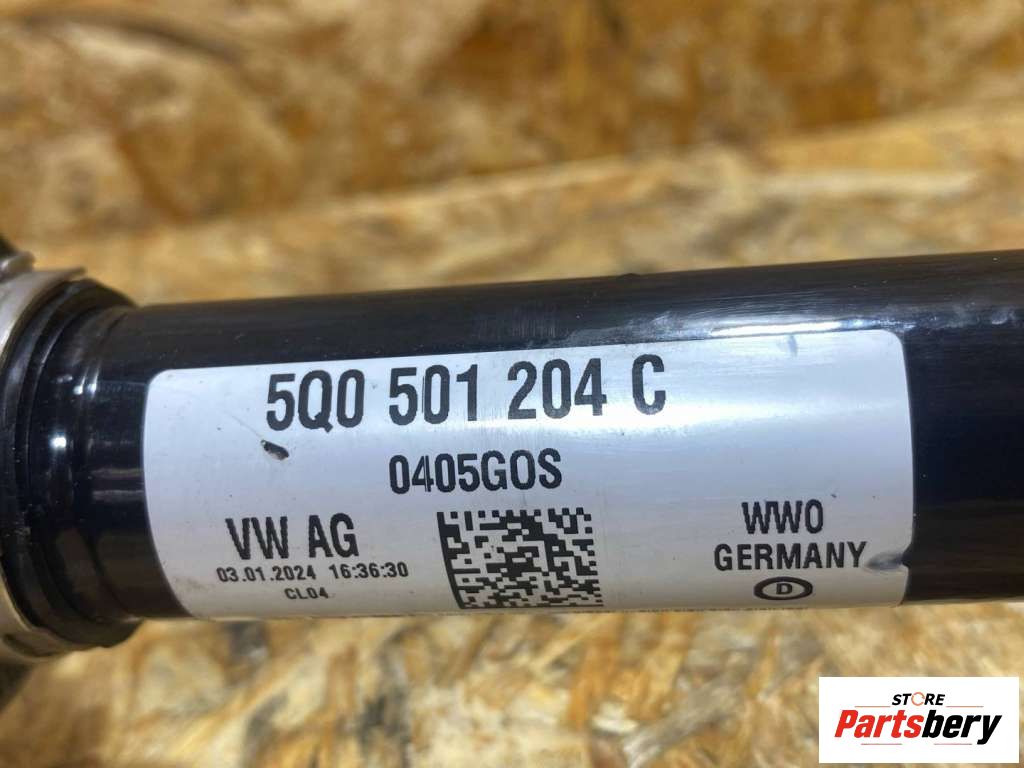 5Q0 501 204 C
0405GOS
VW AG
03.01.2024 16:36:30
CL04
WWO
GERMANY
D
STORE
Partsbery